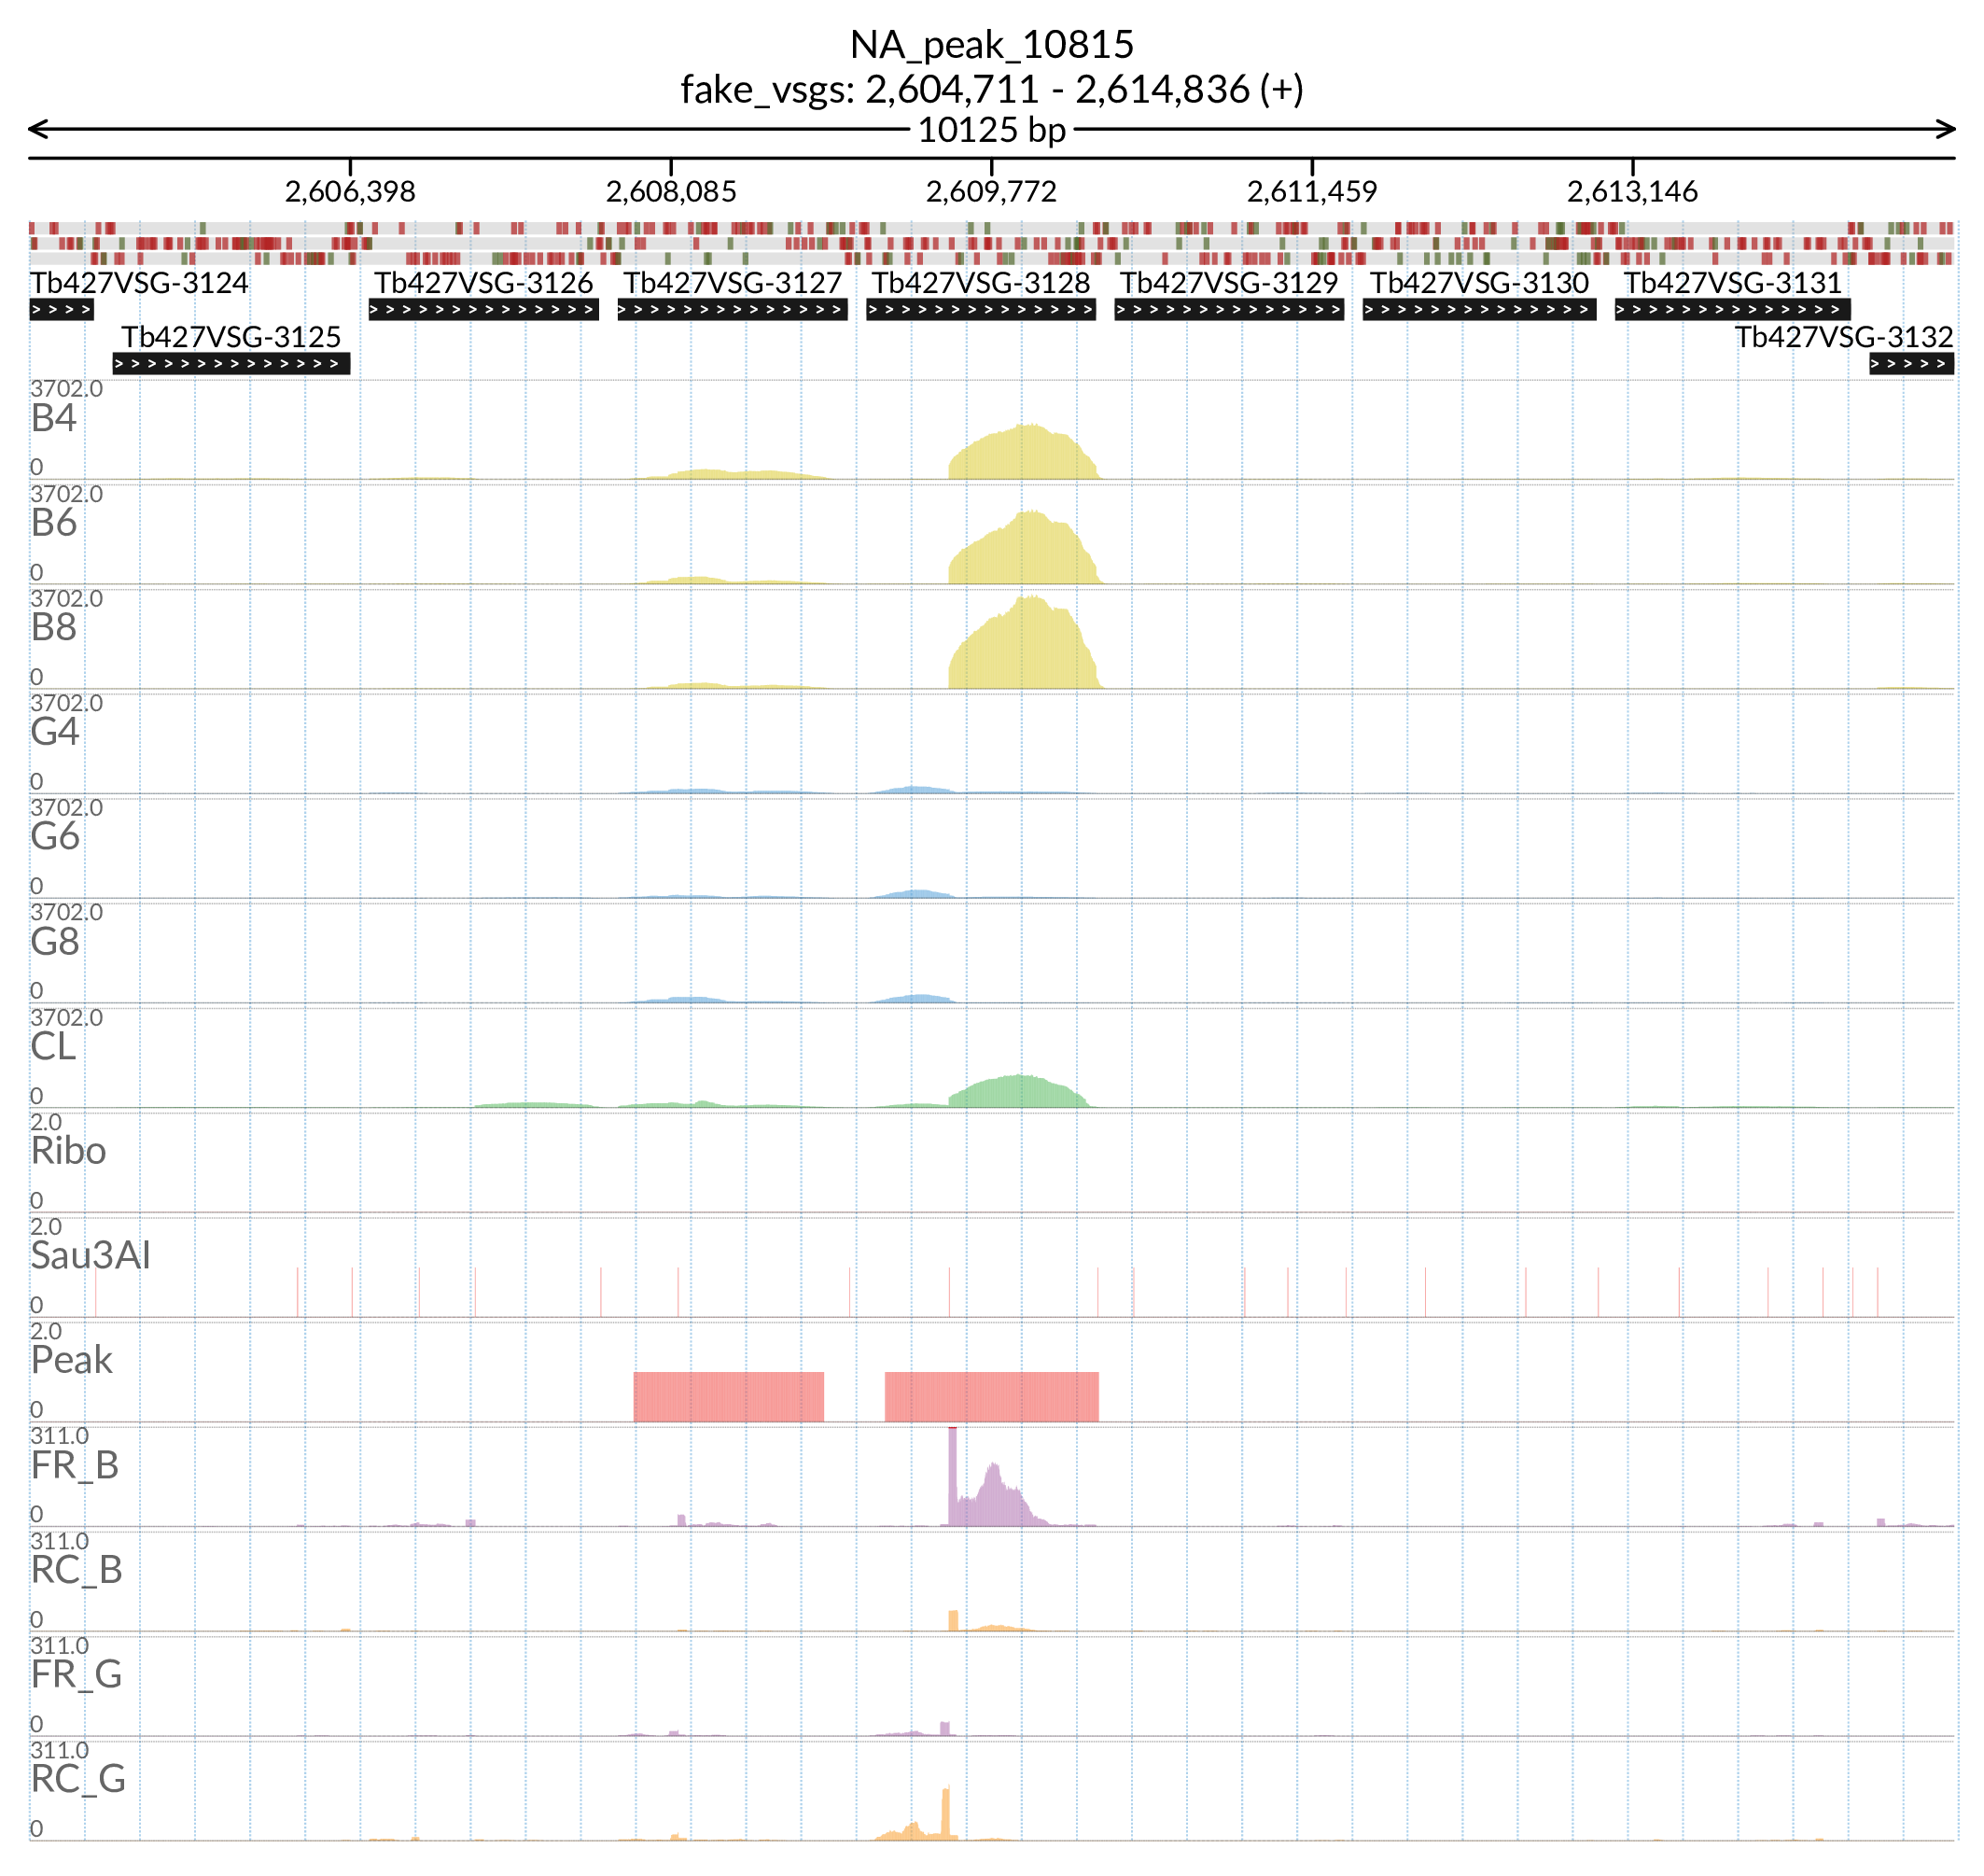 NA_peak_10815
fake_vsgs: 2,604,711 - 2,614,836 (+)
10125 bp
2,606,398 2,608,085 2,609,772 2,611,459 2,613,146
Tb427VSG-3124 Tb427VSG-3126 Tb427VSG-3127 Tb427VSG-3128 Tb427VSG-3129 Tb427VSG-3130 Tb427VSG-3131
Tb427VSG-3125 Tb427VSG-3132
3702.0
B4
0
3702.0
B6
0
3702.0
B8
0
3702.0
G4
0
3702.0
G6
0
3702.0
G8
0
3702.0
CL
0
2.0
Ribo
0
2.0
Sau3AI
0
2.0
Peak
0
311.0
FR_B
0
311.0
RC_B
0
311.0
FR_G
0
311.0
RC_G
0